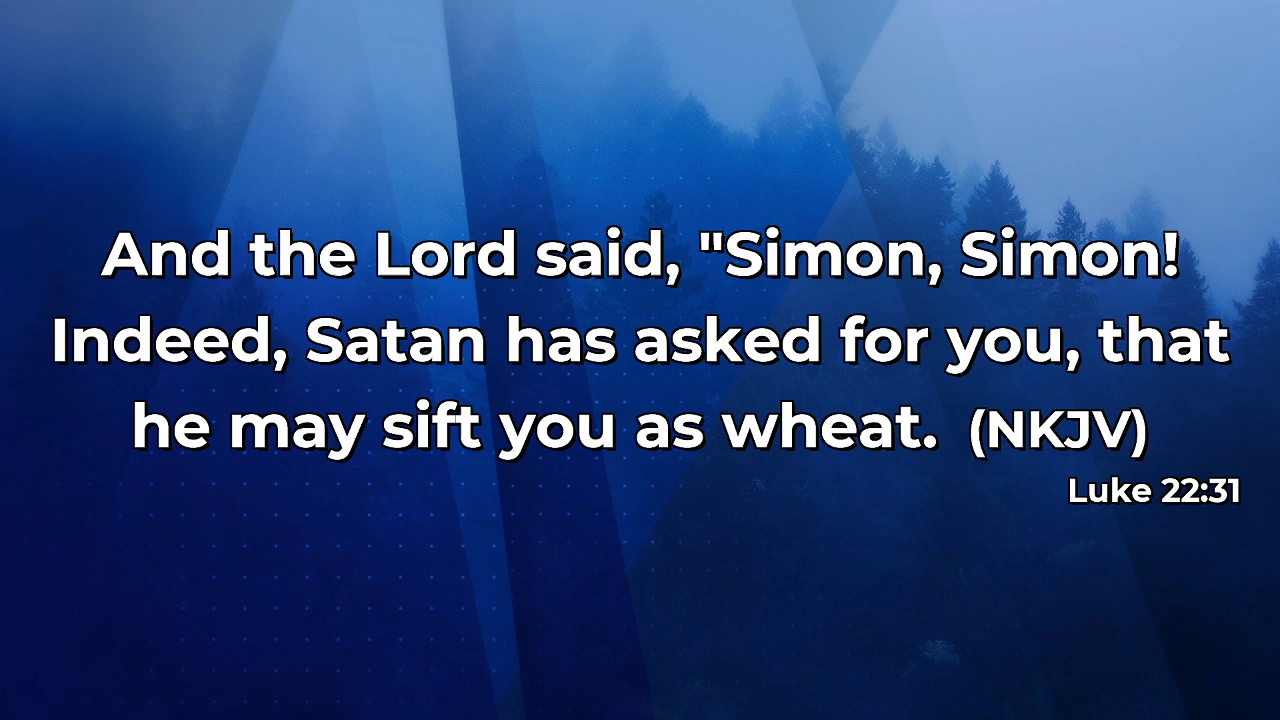 And the Lord said, "Simon, Simon!
Indeed, Satan has asked for you, that
he may sift you as wheat. (NKJV)
Luke 22:31